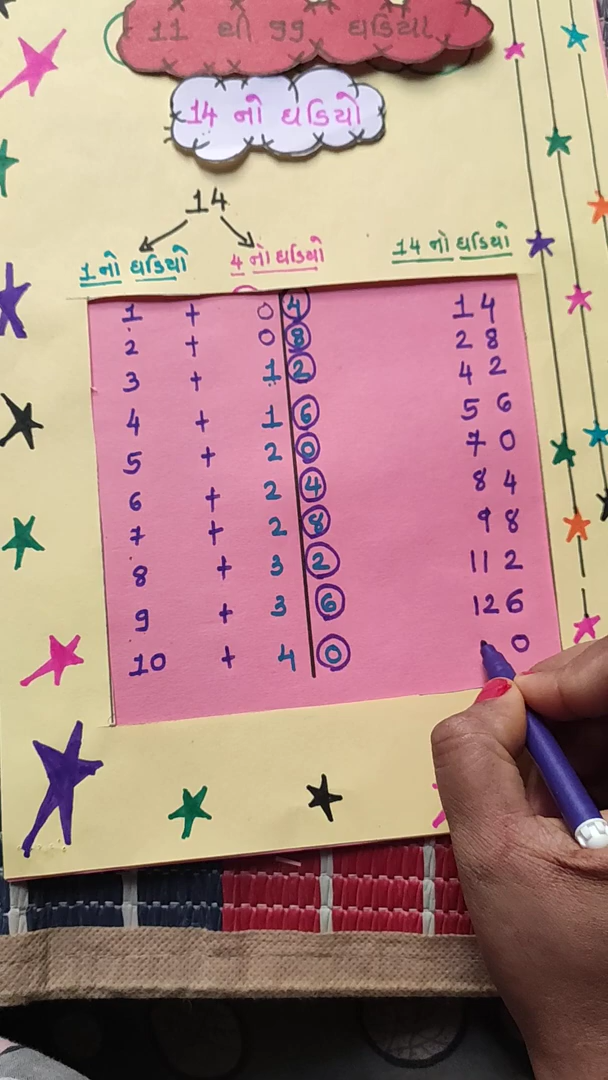 11 થી 99 ઘડિયા
14 નો ઘડિયો
14
1 નો ઘડિયો 4 નો ઘડિયો 14 નો ઘડિયો
1 + 0 4 14
2 + 0 8 28
3 + 1 2 42
4 + 1 6 56
5 + 2 0 70
6 + 2 4 84
7 + 2 8 98
8 + 3 2 112
9 + 3 6 126
10 + 4 0 0